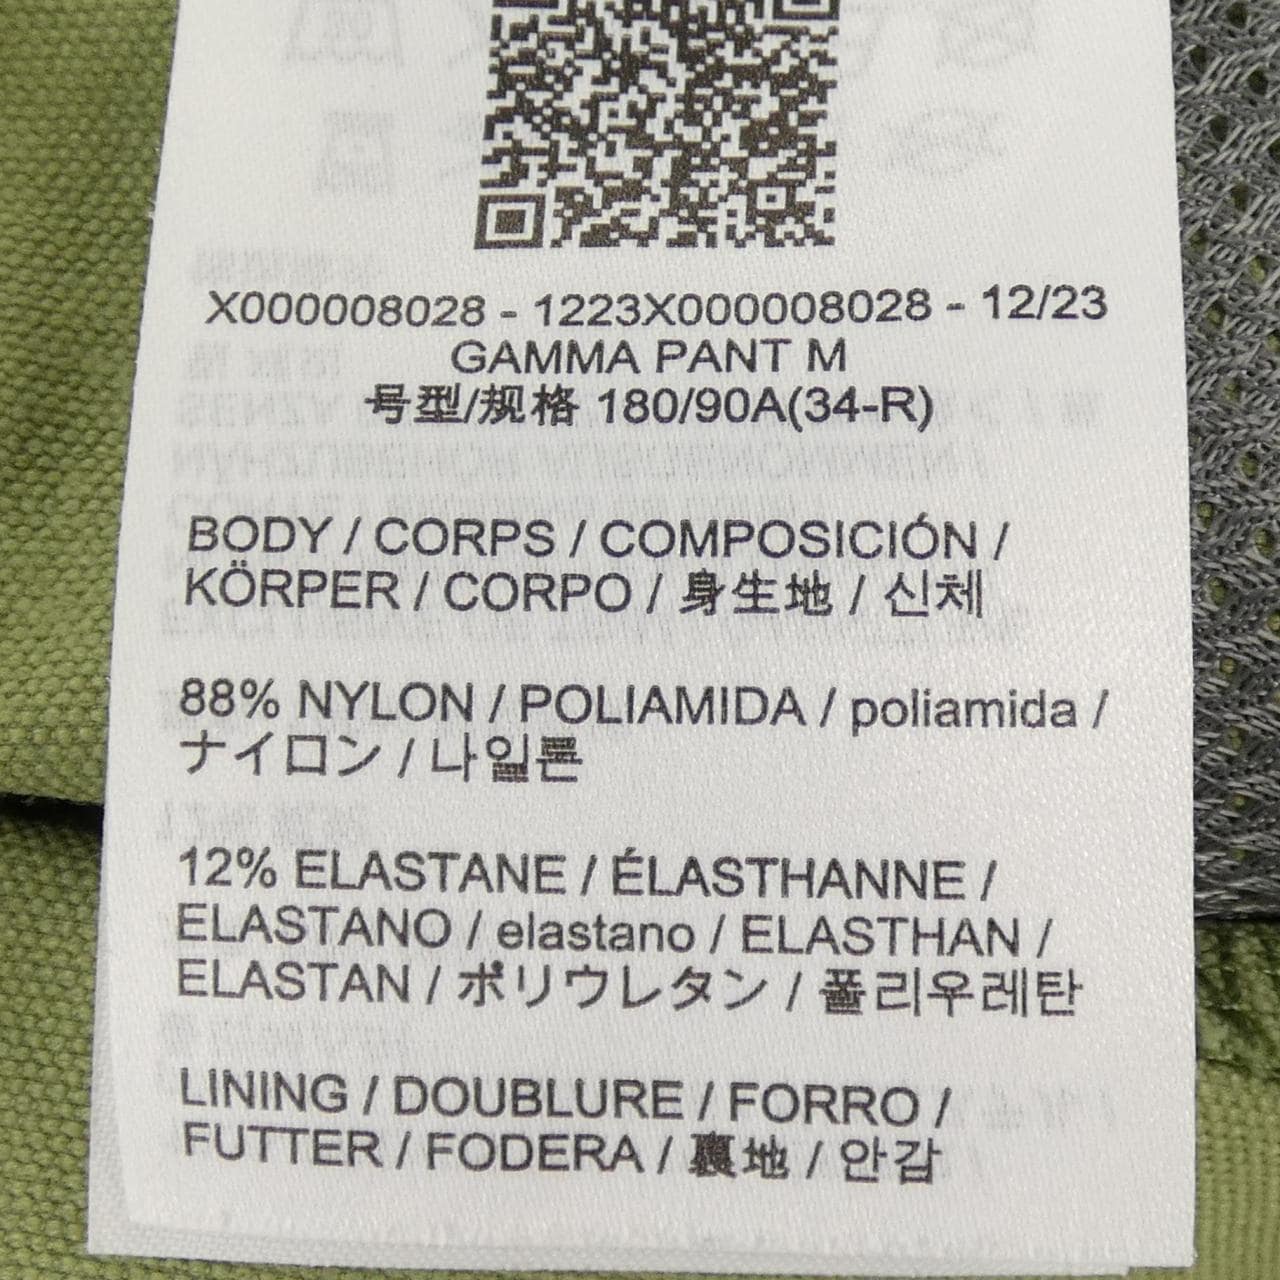 X000008028 - 1223X000008028 - 12/23
GAMMA PANT M
号型/规格 180/90A(34-R)
BODY / CORPS / COMPOSICIÓN /
KÖRPER / CORPO / 身生地 / 신체
88% NYLON / POLIAMIDA / poliamida /
ナイロン / 나일론
12% ELASTANE / ÉLASTHANNE /
ELASTANO / elastano / ELASTHAN /
ELASTAN / ポリウレタン / 폴리우레탄
LINING / DOUBLURE / FORRO /
FUTTER / FODERA / 裏地 / 안감